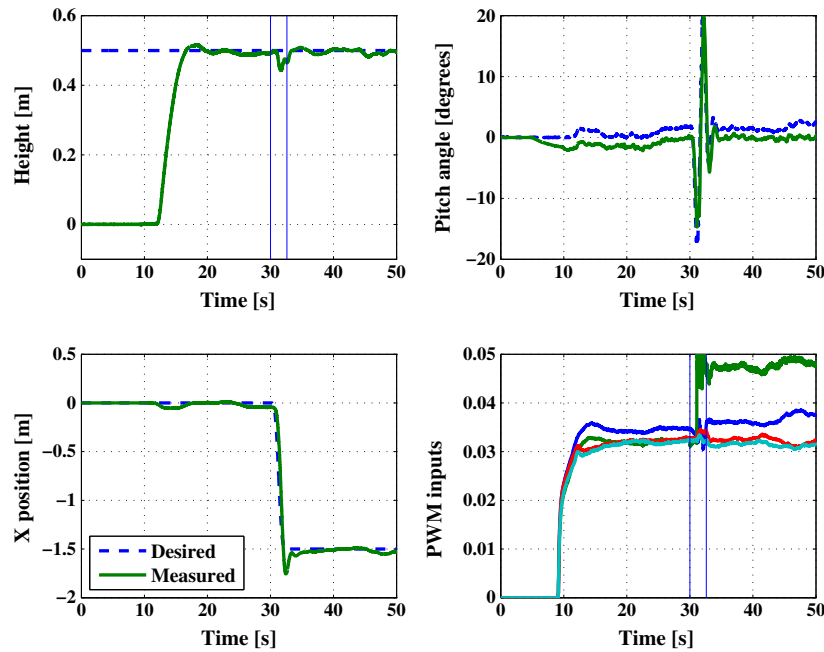 0.6
0.4
0.2
0
Height [m]
0 10 20 30 40 50
Time [s]
20
10
0
−10
−20
Pitch angle [degrees]
0 10 20 30 40 50
Time [s]
0.5
0
−0.5
−1
−1.5
−2
X position [m]
Desired
Measured
0 10 20 30 40 50
Time [s]
0.05
0.04
0.03
0.02
0.01
0
PWM inputs
0 10 20 30 40 50
Time [s]